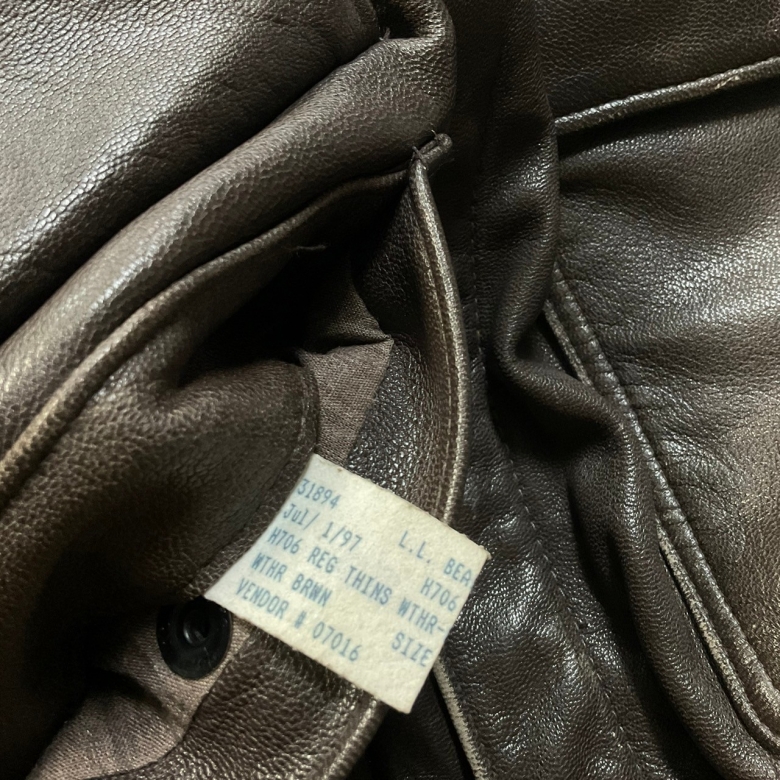 31894
Jul/ 1/97 L.L. BEA
H706 REG THINS H706
WTHR BRWN WTHR-
VENDOR # 07016 SIZE